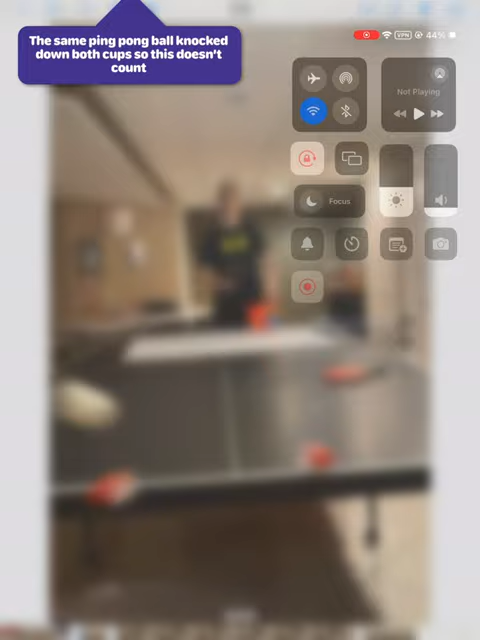 The same ping pong ball knocked
down both cups so this doesn't
count
VPN 44%
Not Playing
Focus